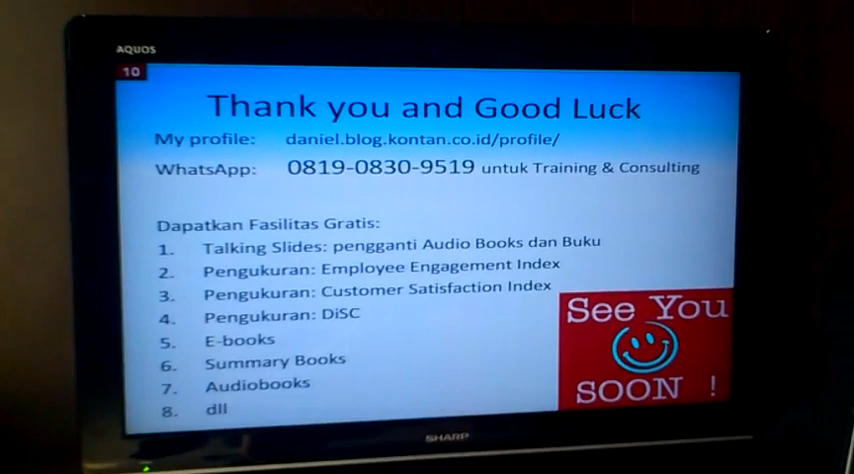 AQUOS
10
Thank you and Good Luck
My profile: daniel.blog.kontan.co.id/profile/
WhatsApp: 0819-0830-9519 untuk Training & Consulting
Dapatkan Fasilitas Gratis:
1. Talking Slides: pengganti Audio Books dan Buku
2. Pengukuran: Employee Engagement Index
3. Pengukuran: Customer Satisfaction Index
4. Pengukuran: DiSC
5. E-books
6. Summary Books
7. Audiobooks
8. dll
See You
SOON !
SHARP